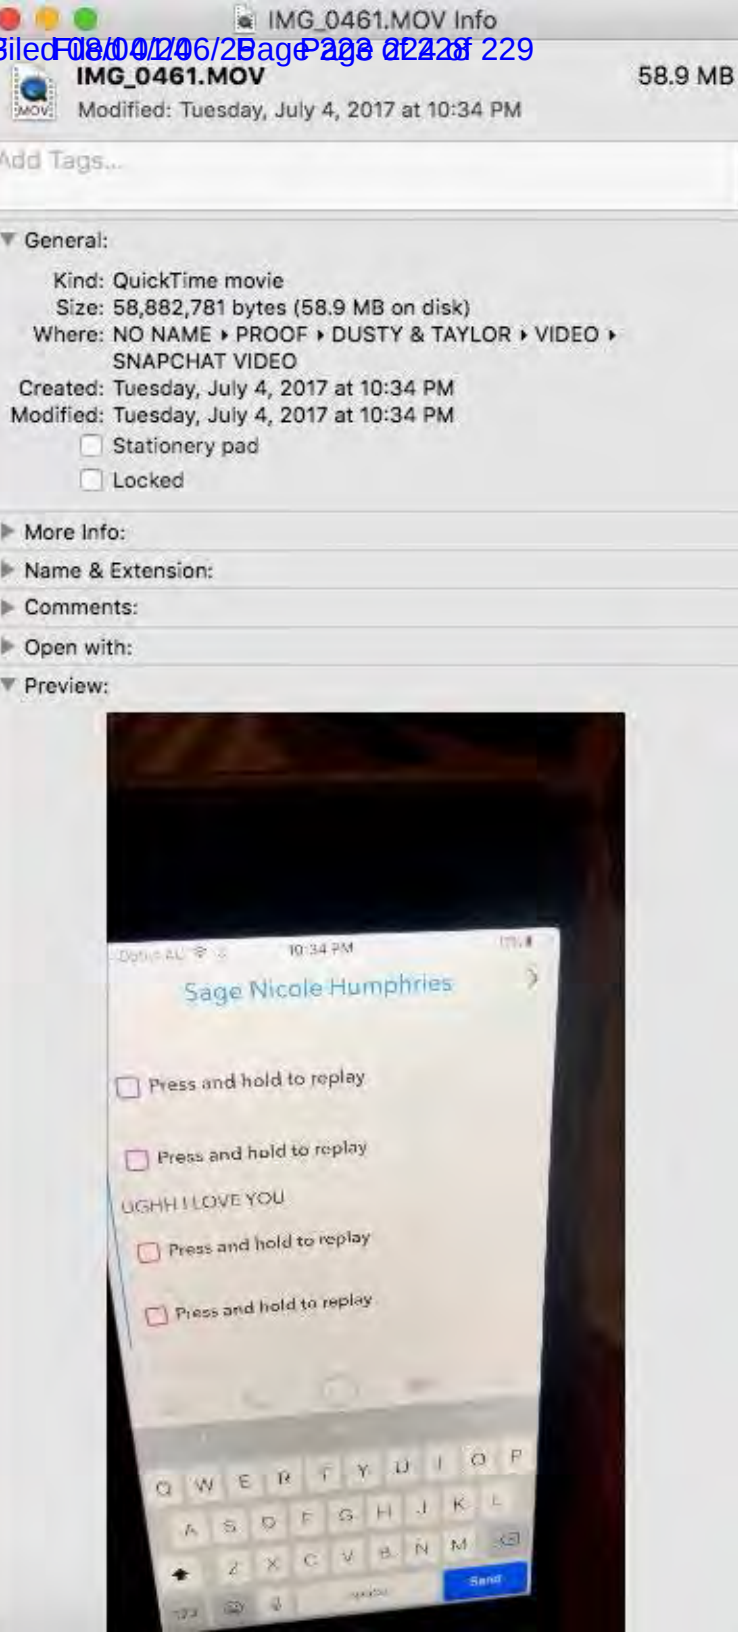 IMG_0461.MOV Info
IMG_0461.MOV
58.9 MB
MOV
Modified: Tuesday, July 4, 2017 at 10:34 PM
Add Tags...
General:
Kind: QuickTime movie
Size: 58,882,781 bytes (58.9 MB on disk)
Where: NO NAME ▸ PROOF ▸ DUSTY & TAYLOR ▸ VIDEO ▸
SNAPCHAT VIDEO
Created: Tuesday, July 4, 2017 at 10:34 PM
Modified: Tuesday, July 4, 2017 at 10:34 PM
Stationery pad
Locked
More Info:
Name & Extension:
Comments:
Open with:
Preview:
10:34 PM
Sage Nicole Humphries
Press and hold to replay
Press and hold to replay
UGHH I LOVE YOU
Press and hold to replay
Press and hold to replay
Q W E R T Y U I O P
A S D F G H J K L
Z X C V B N M
123
Send